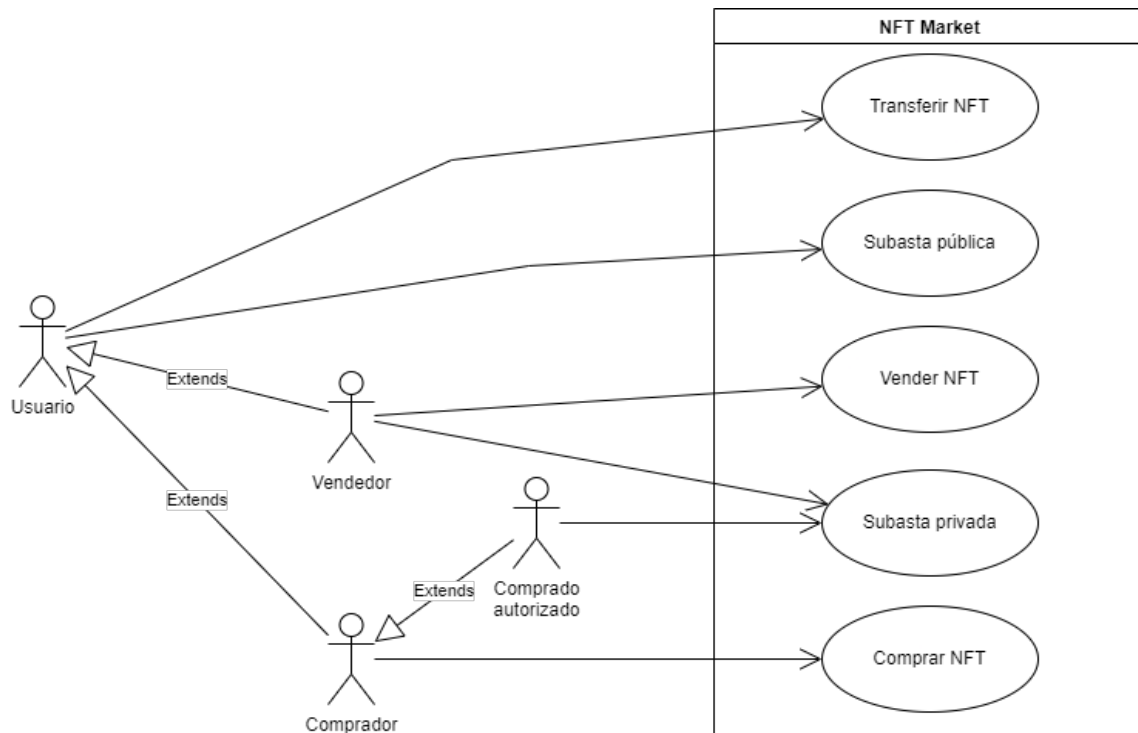 NFT Market
Transferir NFT
Subasta pública
Extends
Usuario
Vender NFT
Vendedor
Extends
Subasta privada
Extends
Comprado
autorizado
Comprar NFT
Comprador